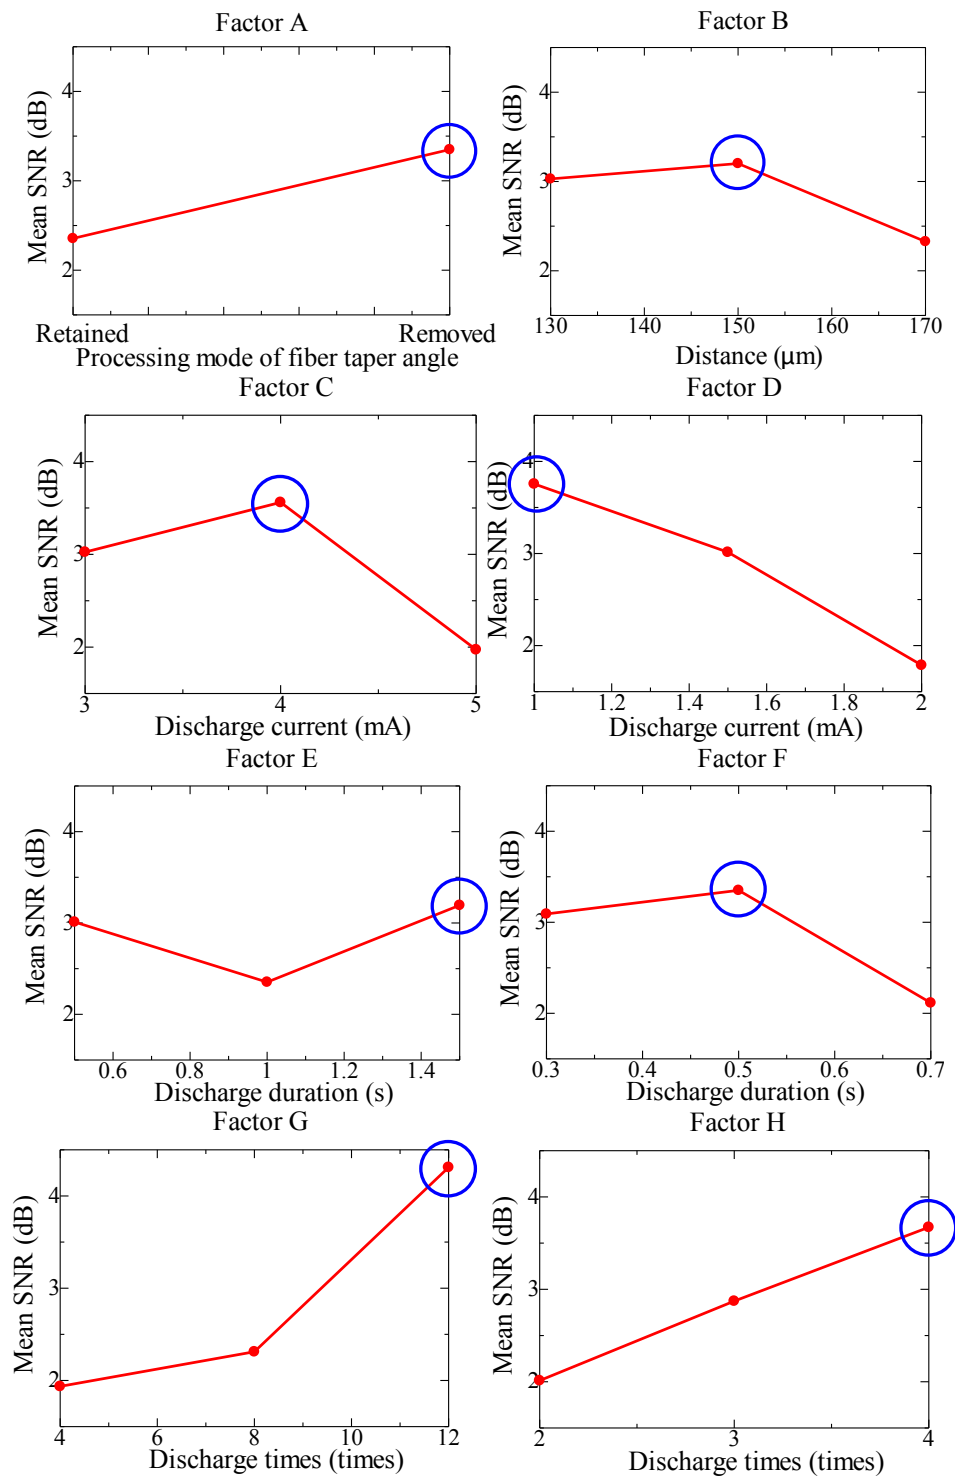 Factor A
Mean SNR (dB)
4
3
2
Retained
Removed
Processing mode of fiber taper angle
Factor B
Mean SNR (dB)
4
3
2
130 140 150 160 170
Distance (μm)
Factor C
Mean SNR (dB)
4
3
2
3 4 5
Discharge current (mA)
Factor D
Mean SNR (dB)
4
3
2
1 1.2 1.4 1.6 1.8 2
Discharge current (mA)
Factor E
Mean SNR (dB)
4
3
2
0.6 0.8 1 1.2 1.4
Discharge duration (s)
Factor F
Mean SNR (dB)
4
3
2
0.3 0.4 0.5 0.6 0.7
Discharge duration (s)
Factor G
Mean SNR (dB)
4
3
2
4 6 8 10 12
Discharge times (times)
Factor H
Mean SNR (dB)
4
3
2
2 3 4
Discharge times (times)